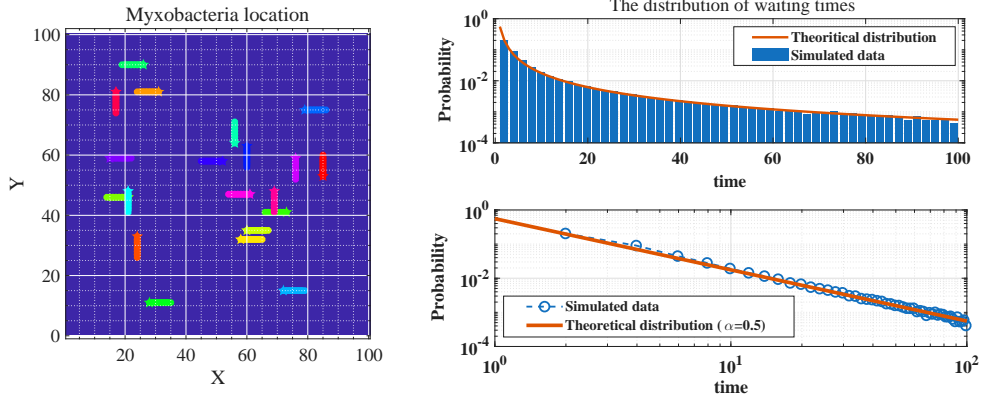 Myxobacteria location
100
80
60
40
20
0
Y
20 40 60 80 100
X
The distribution of waiting times
10^0
10^-2
10^-4
Probability
Theoritical distribution
Simulated data
0 20 40 60 80 100
time
10^0
10^-2
10^-4
Probability
Simulated data
Theoretical distribution ( α=0.5)
10^0 10^1 10^2
time